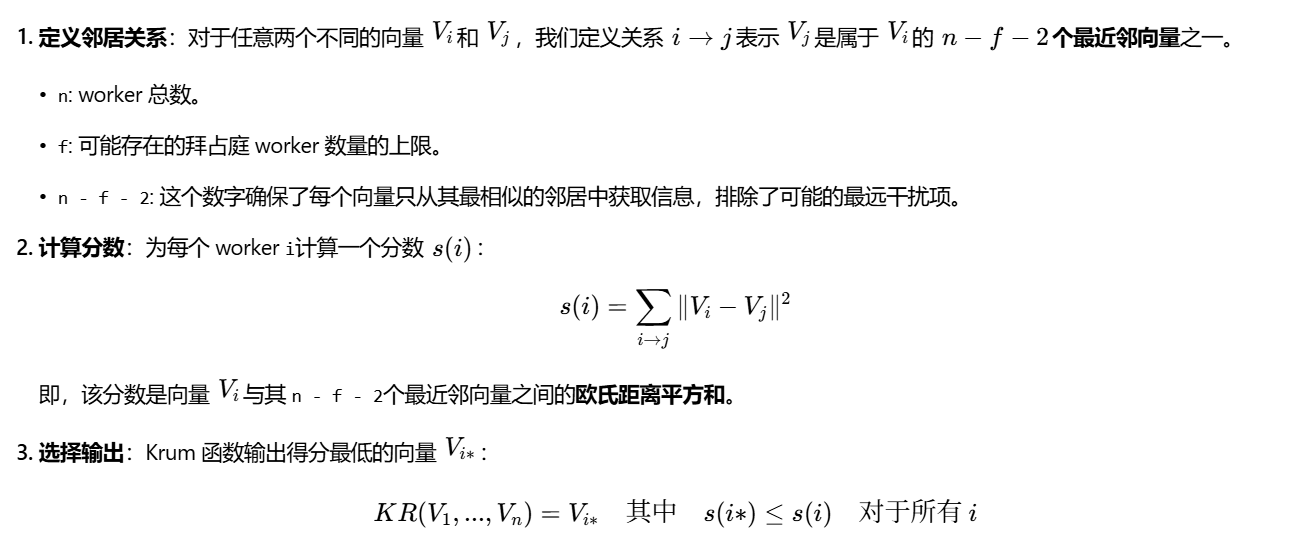 1. 定义邻居关系：对于任意两个不同的向量 V_i 和 V_j，我们定义关系 i → j 表示 V_j 是属于 V_i 的 n − f − 2 个最近邻向量之一。
• n: worker 总数。
• f: 可能存在的拜占庭 worker 数量的上限。
• n - f - 2: 这个数字确保了每个向量只从其最相似的邻居中获取信息，排除了可能的最远干扰项。
2. 计算分数：为每个 worker i计算一个分数 s(i)：
s(i) = ∑_{i→j} ‖V_i − V_j‖²
即，该分数是向量 V_i 与其 n - f - 2个最近邻向量之间的欧氏距离平方和。
3. 选择输出：Krum 函数输出得分最低的向量 V_{i*}：
KR(V_1, ..., V_n) = V_{i*} 其中 s(i*) ≤ s(i) 对于所有 i